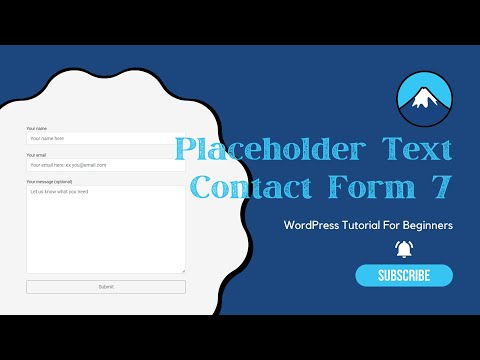 Your name
Your name here
Your email
Your email here: ex you@email.com
Your message (optional)
Let us know what you need
Submit
Placeholder Text
Contact Form 7
WordPress Tutorial For Beginners
SUBSCRIBE